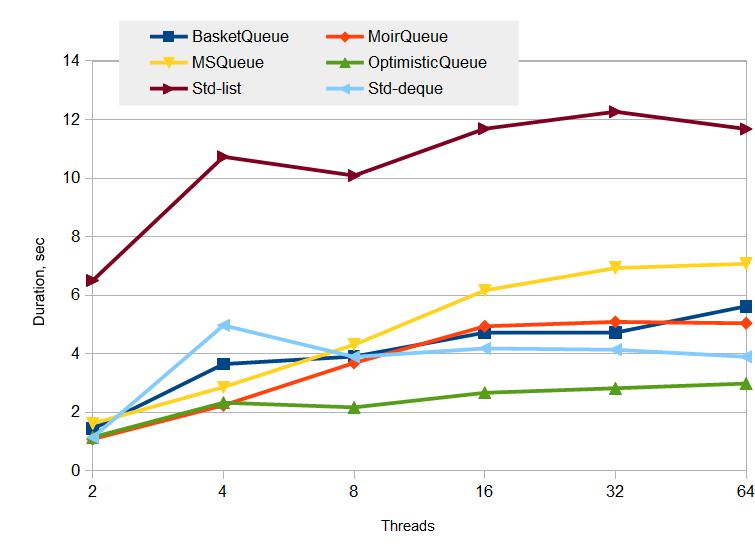 BasketQueue MoirQueue
MSQueue OptimisticQueue
Std-list Std-deque
14
12
10
8
6
4
2
0
Duration, sec
2 4 8 16 32 64
Threads